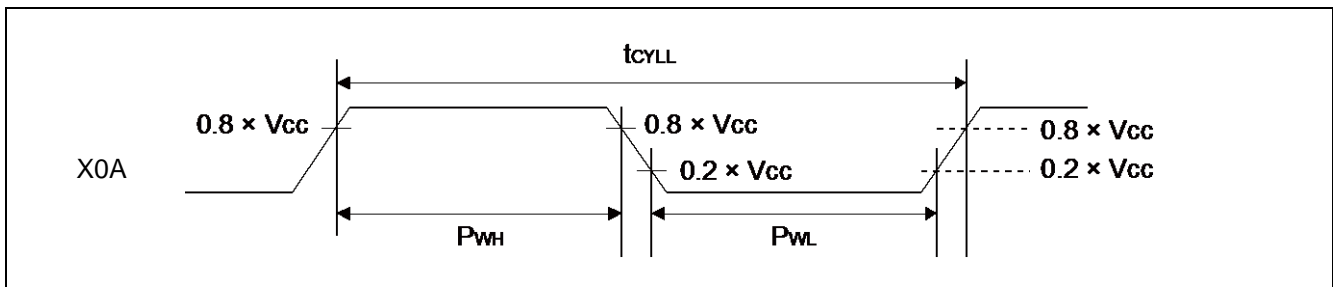 tCYLL
0.8 × Vcc
0.8 × Vcc
0.8 × Vcc
X0A
0.2 × Vcc
0.2 × Vcc
PWH
PWL